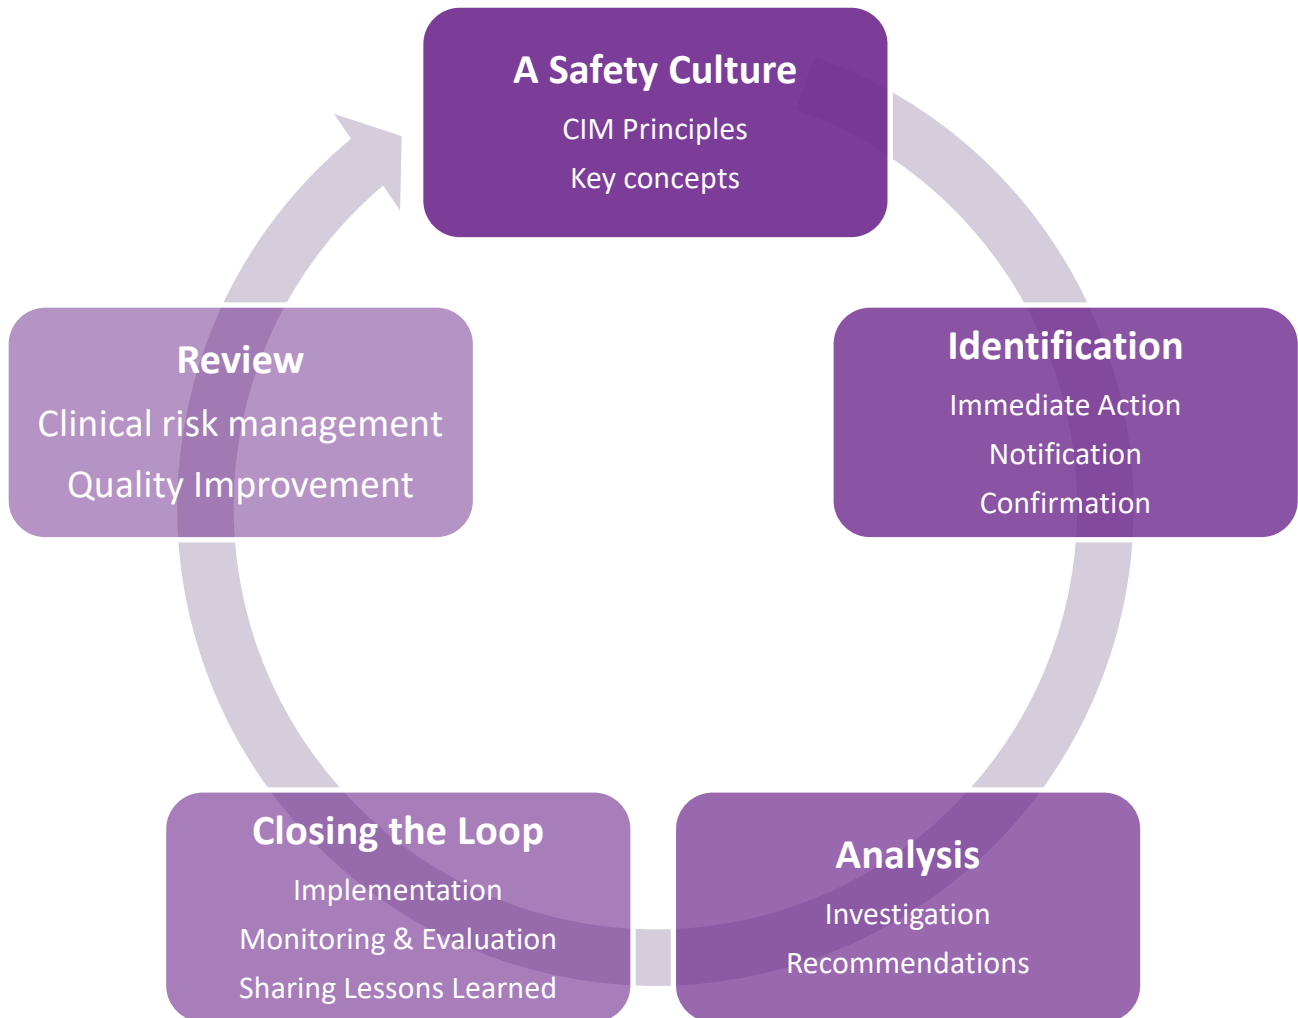 A Safety Culture
CIM Principles
Key concepts
Identification
Immediate Action
Notification
Confirmation
Analysis
Investigation
Recommendations
Closing the Loop
Implementation
Monitoring & Evaluation
Sharing Lessons Learned
Review
Clinical risk management
Quality Improvement